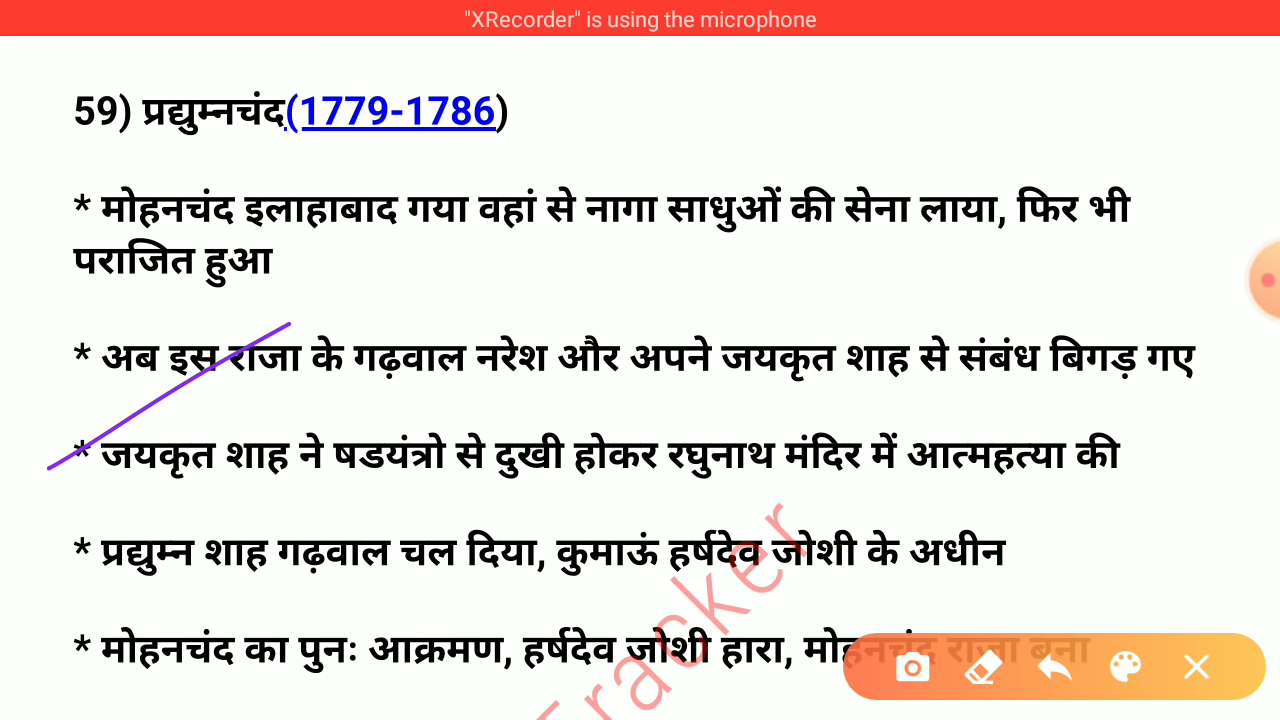 "XRecorder" is using the microphone
59) प्रद्युम्नचंद(1779-1786)
* मोहनचंद इलाहाबाद गया वहां से नागा साधुओं की सेना लाया, फिर भी
पराजित हुआ
* अब इस राजा के गढ़वाल नरेश और अपने जयकृत शाह से संबंध बिगड़ गए
* जयकृत शाह ने षडयंत्रो से दुखी होकर रघुनाथ मंदिर में आत्महत्या की
* प्रद्युम्न शाह गढ़वाल चल दिया, कुमाऊं हर्षदेव जोशी के अधीन
* मोहनचंद का पुनः आक्रमण, हर्षदेव जोशी हारा, मोहनचंद राजा बना
Eracker